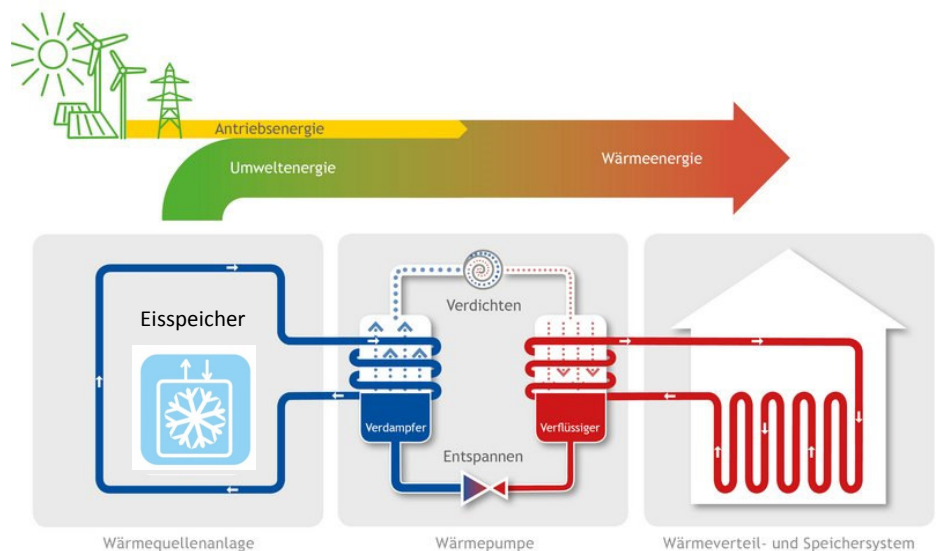 Antriebsenergie
Umweltenergie
Wärmeenergie
Eisspeicher
Verdichten
Verdampfer
Verflüssiger
Entspannen
Wärmequellenanlage
Wärmepumpe
Wärmeverteil- und Speichersystem